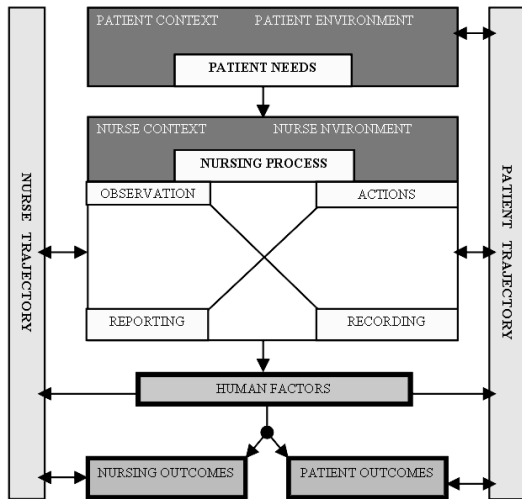 PATIENT CONTEXT PATIENT ENVIRONMENT
PATIENT NEEDS
NURSE CONTEXT NURSE NVIRONMENT
NURSING PROCESS
OBSERVATION ACTIONS
REPORTING RECORDING
NURSE TRAJECTORY
PATIENT TRAJECTORY
HUMAN FACTORS
NURSING OUTCOMES PATIENT OUTCOMES